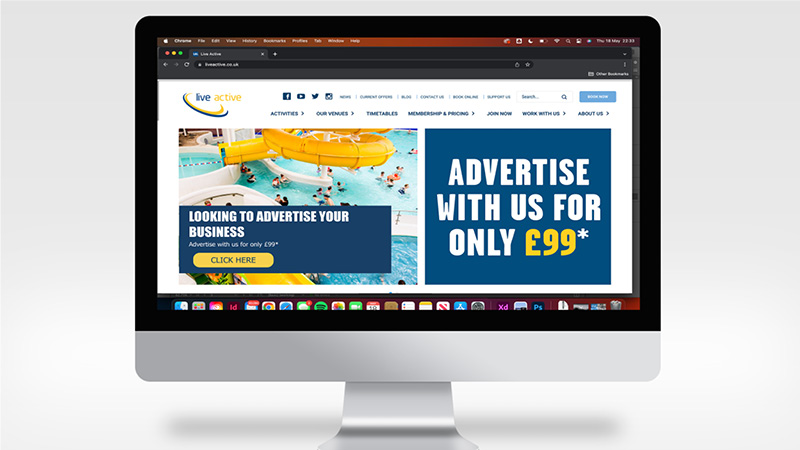 Chrome File Edit View History Bookmarks Profiles Tab Window Help
Thu 18 May 22:33
Live Active
liveactive.co.uk
Other Bookmarks
live active
NEWS CURRENT OFFERS BLOG CONTACT US BOOK ONLINE SUPPORT US Search... BOOK NOW
ACTIVITIES OUR VENUES TIMETABLES MEMBERSHIP & PRICING JOIN NOW WORK WITH US ABOUT US
LOOKING TO ADVERTISE YOUR
BUSINESS
Advertise with us for only £99*
CLICK HERE
ADVERTISE
WITH US FOR
ONLY £99*
Id
Xd
Ps